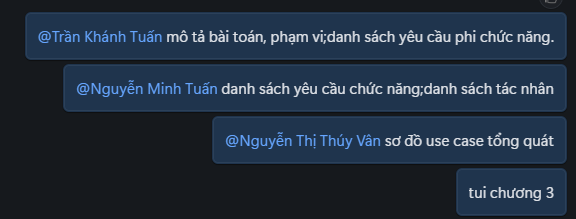 @Trần Khánh Tuấn mô tả bài toán, phạm vi;danh sách yêu cầu phi chức năng.
@Nguyễn Minh Tuấn danh sách yêu cầu chức năng;danh sách tác nhân
@Nguyễn Thị Thúy Vân sơ đồ use case tổng quát
tui chương 3